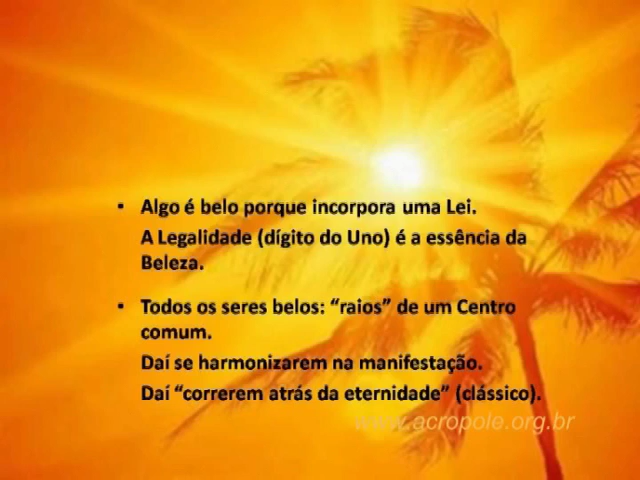 ▪ Algo é belo porque incorpora uma Lei.
A Legalidade (dígito do Uno) é a essência da
Beleza.
▪ Todos os seres belos: “raios” de um Centro
comum.
Daí se harmonizarem na manifestação.
Daí “correrem atrás da eternidade” (clássico).
www.acropole.org.br